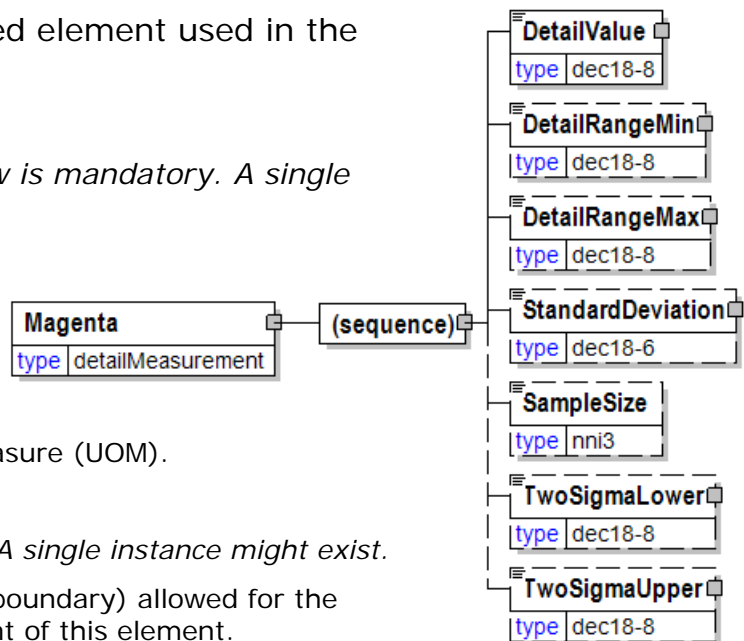 ed element used in the
w is mandatory. A single
asure (UOM).
A single instance might exist.
boundary) allowed for the
nt of this element.
Magenta
type detailMeasurement
(sequence)
DetailValue
type dec18-8
DetailRangeMin
type dec18-8
DetailRangeMax
type dec18-8
StandardDeviation
type dec18-6
SampleSize
type nni3
TwoSigmaLower
type dec18-8
TwoSigmaUpper
type dec18-8